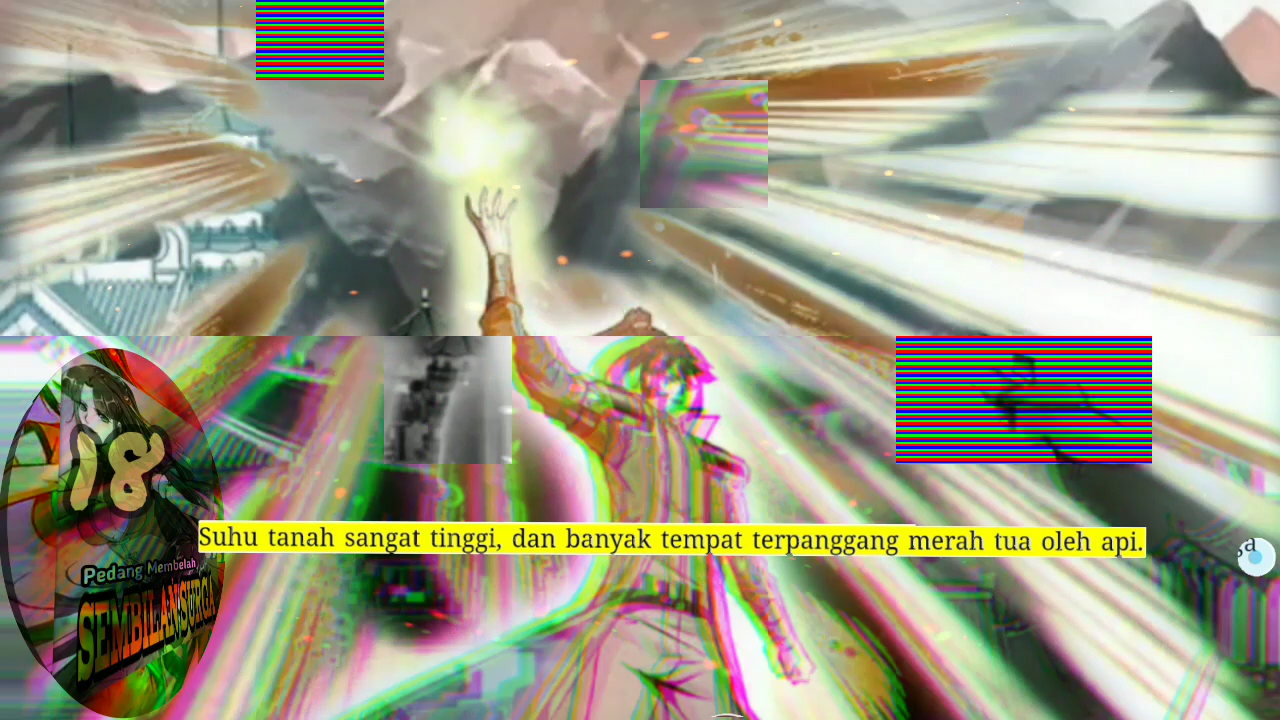 18
Pedang Membelah
SEMBILAN SURGA
Suhu tanah sangat tinggi, dan banyak tempat terpanggang merah tua oleh api.